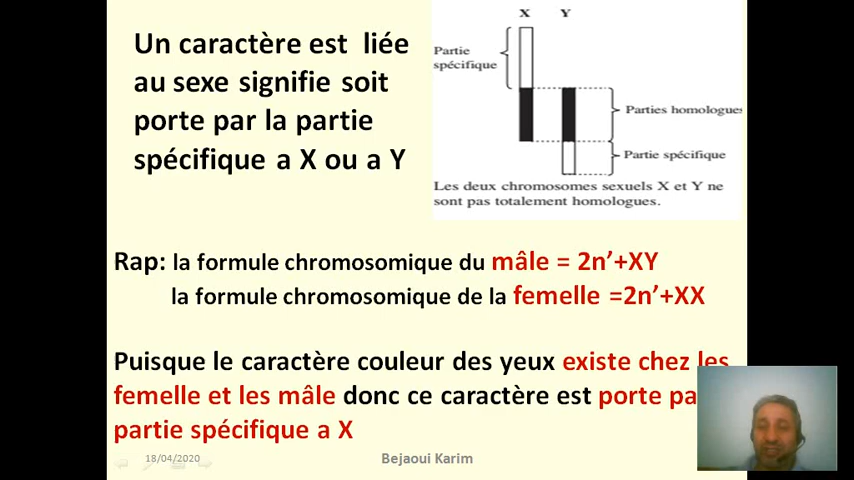 Un caractère est liée
au sexe signifie soit
porte par la partie
spécifique a X ou a Y
X Y
Partie
spécifique
Parties homologues
Partie spécifique
Les deux chromosomes sexuels X et Y ne
sont pas totalement homologues.
Rap: la formule chromosomique du mâle = 2n’+XY
la formule chromosomique de la femelle =2n’+XX
Puisque le caractère couleur des yeux existe chez les
femelle et les mâle donc ce caractère est porte
partie spécifique a X
18/04/2020
Bejaoui Karim